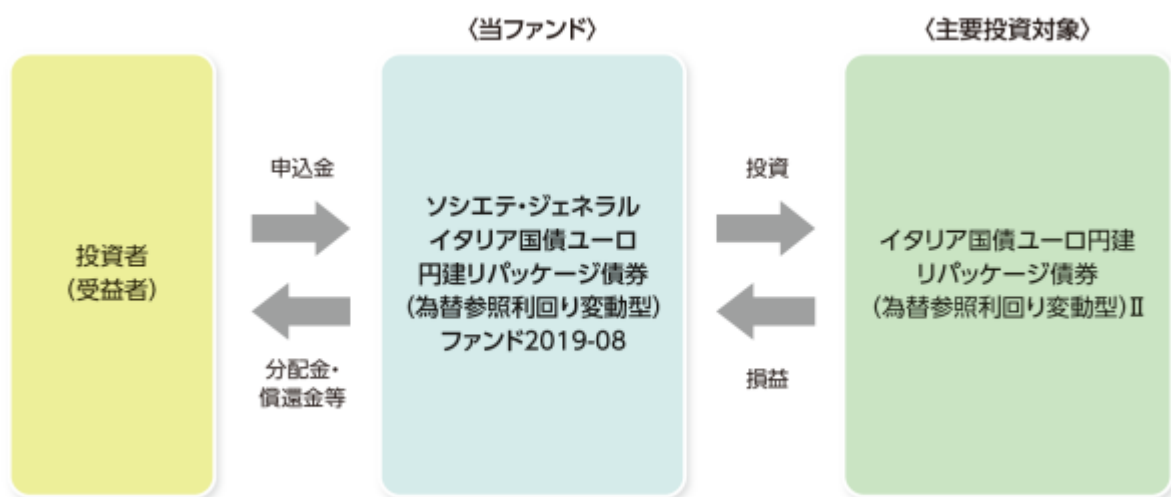 〈当ファンド〉
〈主要投資対象〉
投資者
(受益者)
申込金
分配金・
償還金等
ソシエテ・ジェネラル
イタリア国債ユーロ
円建リパッケージ債券
(為替参照利回り変動型)
ファンド2019-08
投資
損益
イタリア国債ユーロ円建
リパッケージ債券
(為替参照利回り変動型)Ⅱ